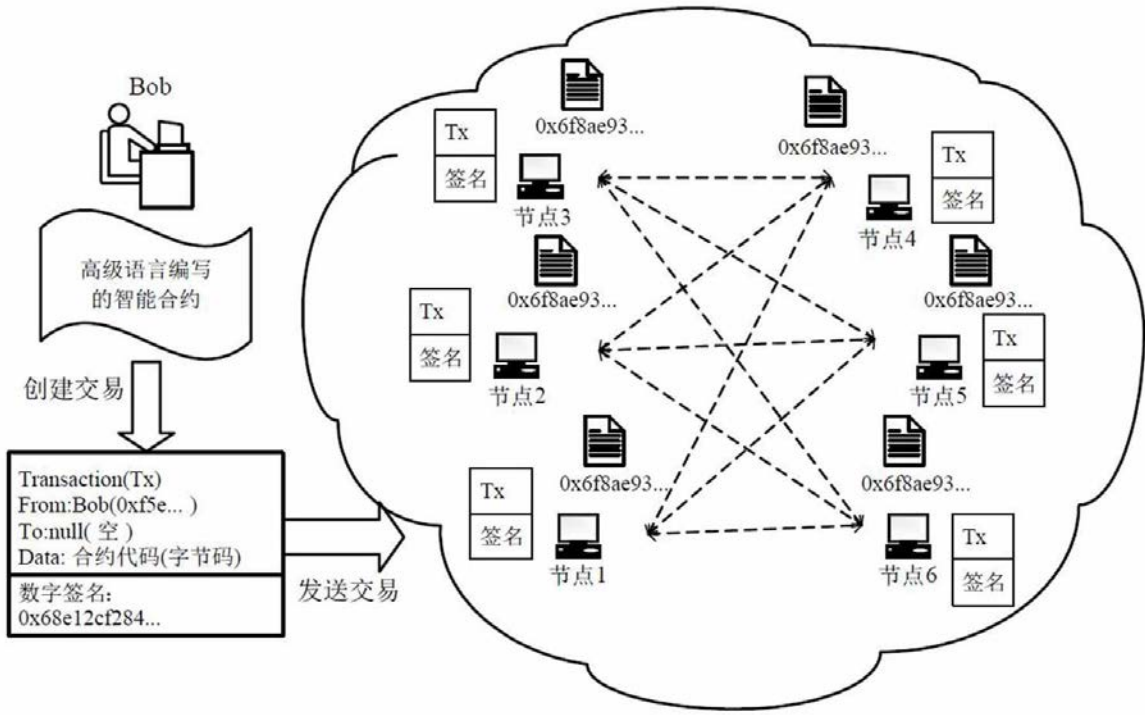 Bob
高级语言编写
的智能合约
创建交易
Transaction(Tx)
From:Bob(0xf5e... )
To:null( 空 )
Data: 合约代码(字节码)
数字签名:
0x68e12cf284...
发送交易
0x6f8ae93...
Tx
签名
节点3
0x6f8ae93...
Tx
签名
节点4
0x6f8ae93...
Tx
签名
节点2
0x6f8ae93...
Tx
签名
节点5
0x6f8ae93...
Tx
签名
节点1
0x6f8ae93...
Tx
签名
节点6